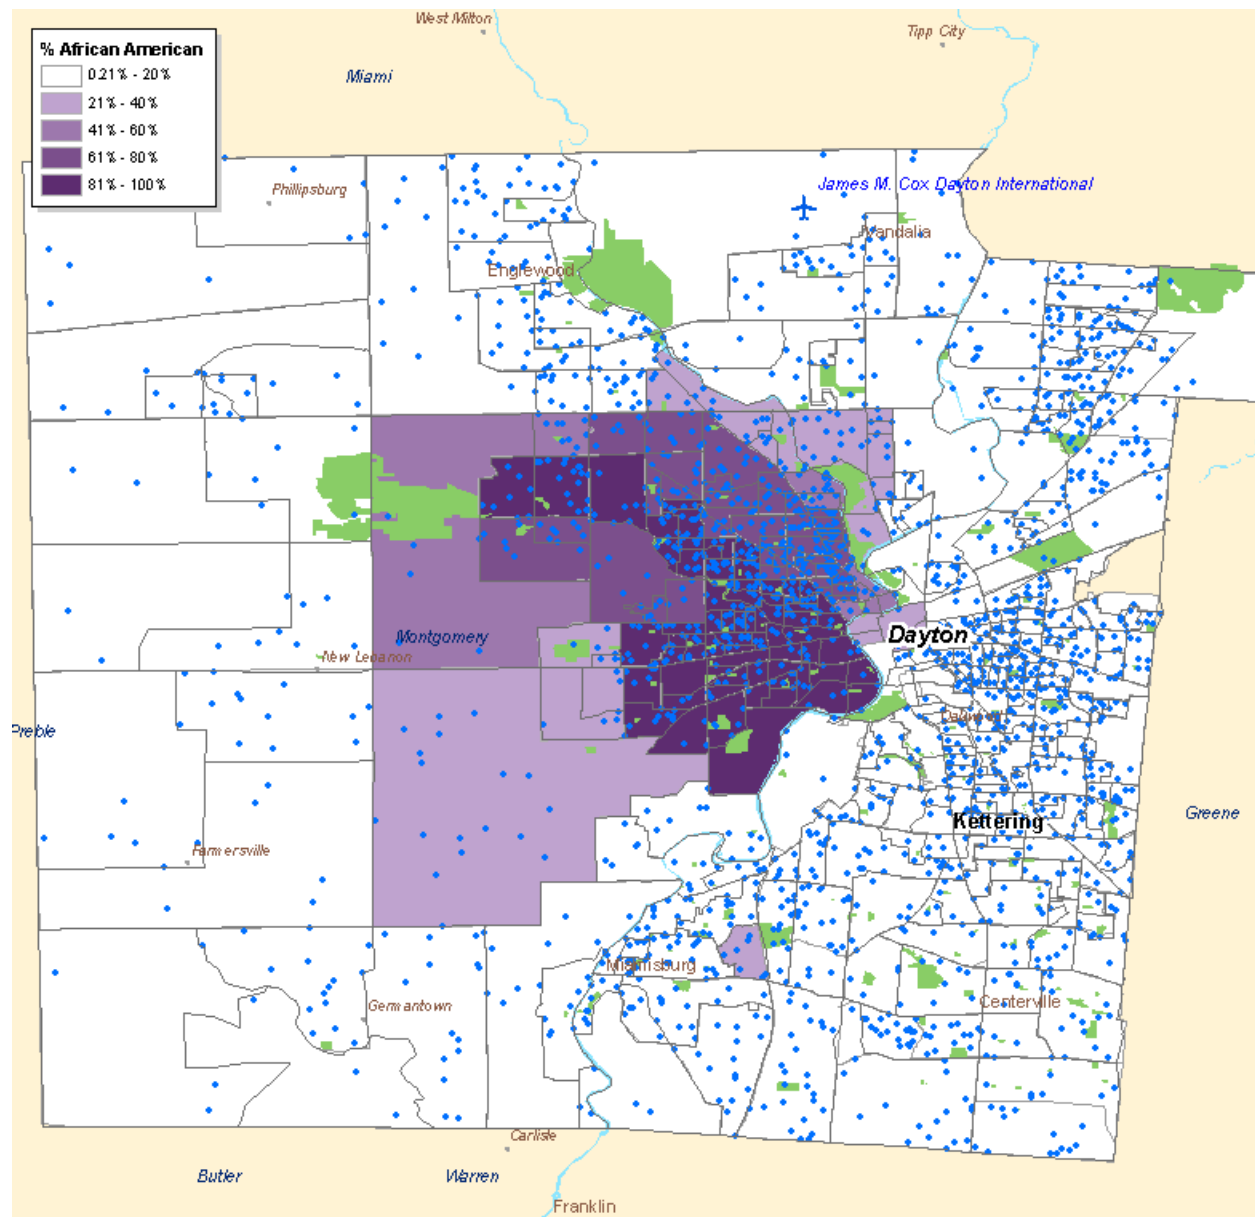 West Milton
Tipp City
% African American
0.21% - 20%
21% - 40%
41% - 60%
61% - 80%
81% - 100%
Miami
Phillipsburg
James M. Cox Dayton International
Vandalia
Englewood
Dayton
Montgomery
New Lebanon
Preble
Kettering
Greene
Farmersville
Miamisburg
Centerville
Germantown
Carlisle
Butler
Warren
Franklin